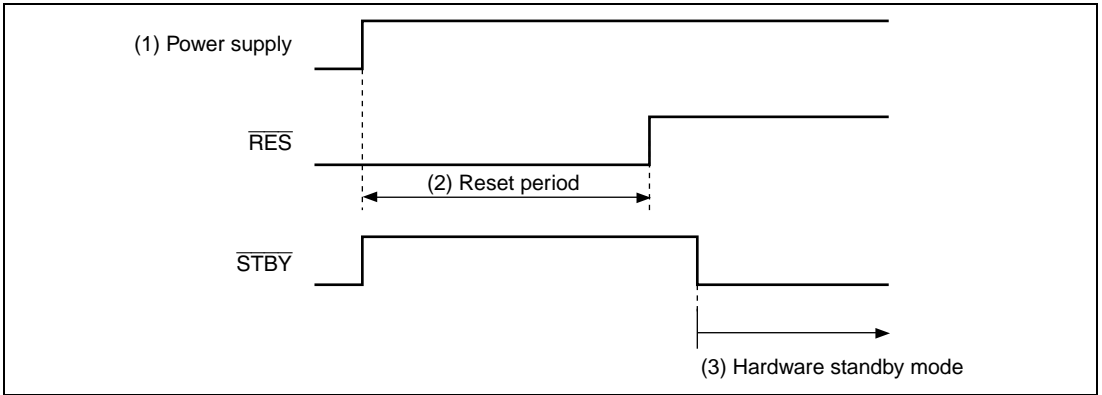 (1) Power supply
RES
(2) Reset period
STBY
(3) Hardware standby mode